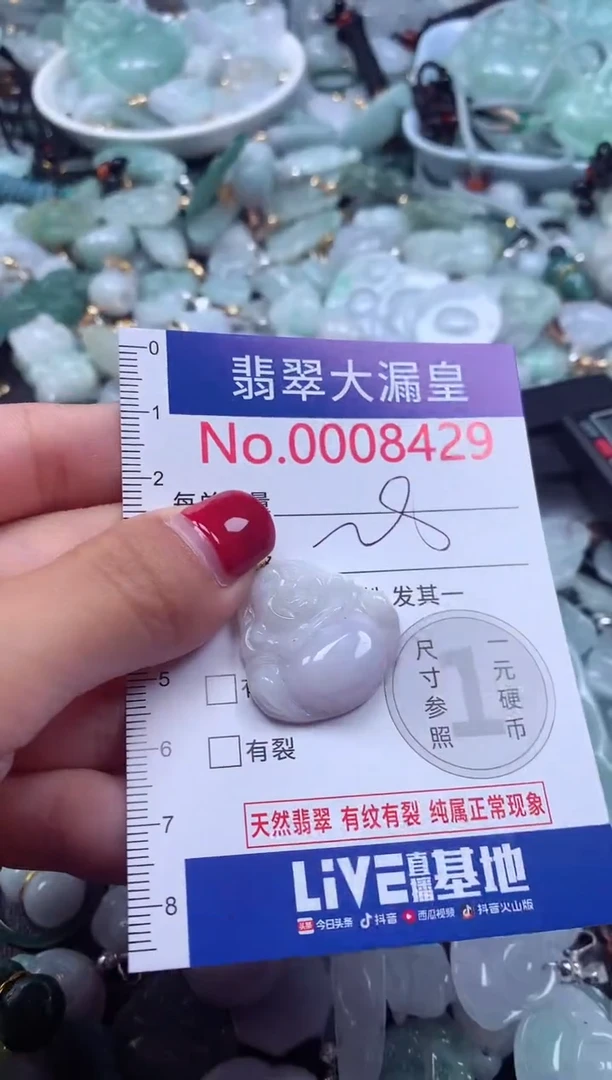 0
翡翠大漏皇
1
No.0008429
2
每 量
发其一
尺寸参照
1
一元硬币
5
6
有裂
7
天然翡翠 有纹有裂 纯属正常现象
8
LiVE直播基地
头条 今日头条 抖音 西瓜视频 抖音火山版